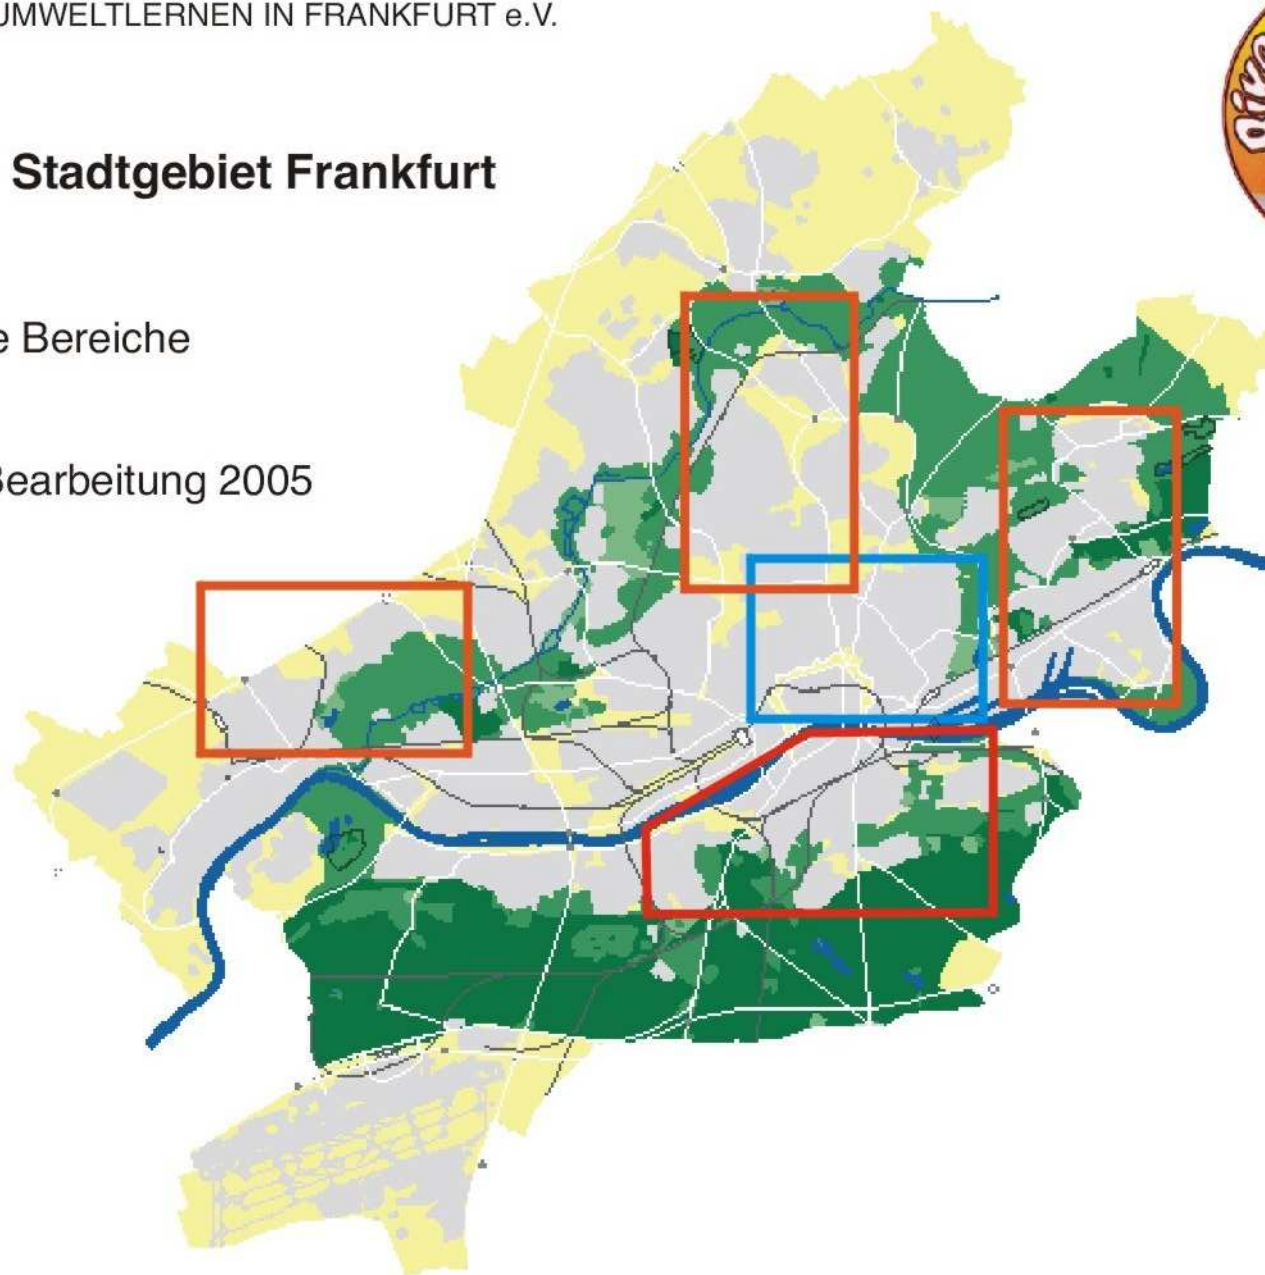 UMWELTLERNEN IN FRANKFURT e.V.
Stadtgebiet Frankfurt
e Bereiche
Bearbeitung 2005